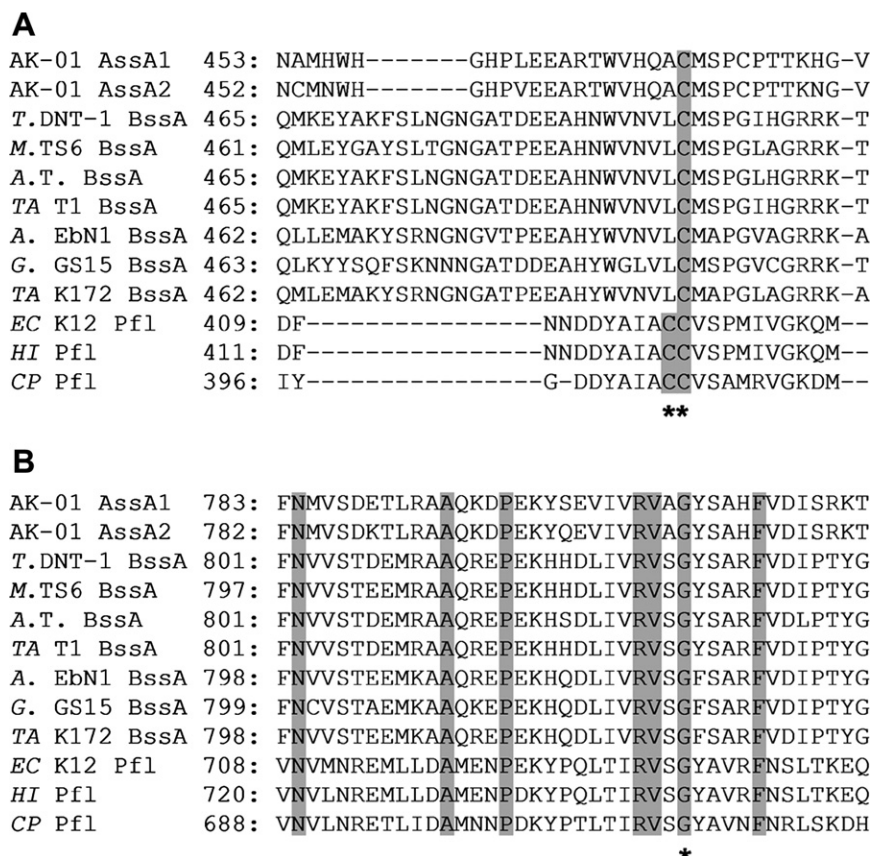 A
AK-01 AssA1 453: NAMHWH-------GHPLEEARTWVHQACMSPCPTTKHG-V
AK-01 AssA2 452: NCMNWH-------GHPVEEARTWVHQACMSPCPTTKNG-V
T.DNT-1 BssA 465: QMKEYAKFSLNGNGATDEEAHNWVNVLCMSPGIHGRRK-T
M.TS6 BssA 461: QMLEYGAYSLTGNGATPEEAHNWVNVLCMSPGLAGRRK-T
A.T. BssA 465: QMKEYAKFSLNGNGATDEEAHNWVNVLCMSPGLHGRRK-T
TA T1 BssA 465: QMKEYAKFSLNGNGATDEEAHNWVNVLCMSPGIHGRRK-T
A. EbN1 BssA 462: QLLEMAKYSRNGNGVTPEEAHYWVNVLCMAPGVAGRRK-A
G. GS15 BssA 463: QLKYYSQFSKNNNGATDDEAHYWGLVLCMSPGVCGRRK-T
TA K172 BssA 462: QMLEMAKYSRNGNGATPEEAHYWVNVLCMAPGLAGRRK-A
EC K12 Pfl 409: DF----------------NNDDYAIACCVSPMIVGKQM--
HI Pfl 411: DF----------------NNDDYAIACCVSPMIVGKQM--
CP Pfl 396: IY----------------G-DDYAIACCVSAMRVGKDM--
**
B
AK-01 AssA1 783: FNMVSDETLRAAQKDPEKYSEVIVRVAGYSAHFVDISRKT
AK-01 AssA2 782: FNMVSDKTLRAAQKDPEKYQEVIVRVAGYSAHFVDISRKT
T.DNT-1 BssA 801: FNVVSTDEMRAAQREPEKHHDLIVRVSGYSARFVDIPTYG
M.TS6 BssA 797: FNVVSTEEMRAAQREPEKHHDLIVRVSGYSARFVDIPTYG
A.T. BssA 801: FNVVSTDEMRAAQREPEKHSDLIVRVSGYSARFVDLPTYG
TA T1 BssA 801: FNVVSTDEMRAAQREPEKHHDLIVRVSGYSARFVDIPTYG
A. EbN1 BssA 798: FNVVSTEEMKAAQREPEKHQDLIVRVSGFSARFVDIPTYG
G. GS15 BssA 799: FNCVSTAEMKAAQKEPEKHQDLIVRVSGYSARFVDIPTYG
TA K172 BssA 798: FNVVSTEEMKAAQREPEKHQDLIVRVSGFSARFVDIPTYG
EC K12 Pfl 708: VNVMNREMLLDAMENPEKYPQLTIRVSGYAVRFNSLTKEQ
HI Pfl 720: VNVLNREMLLDAMENPDKYPQLTIRVSGYAVRFNSLTKEQ
CP Pfl 688: VNVLNRETLIDAMNNPDKYPTLTIRVSGYAVNFNRLSKDH
*